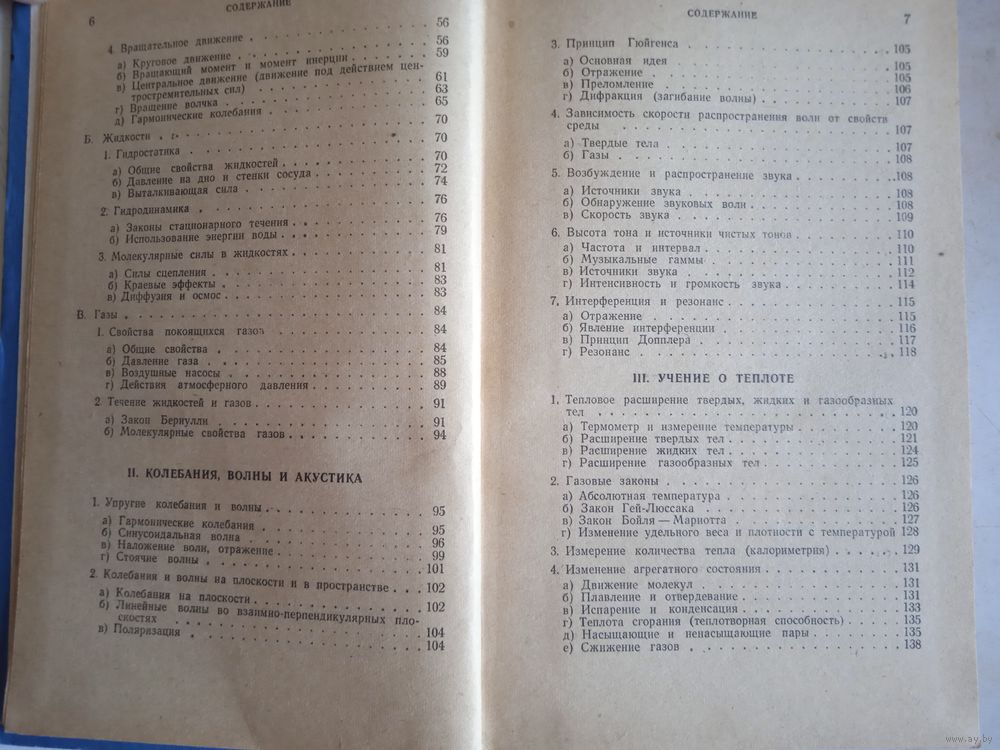 6 СОДЕРЖАНИЕ
4. Вращательное движение . . . 56
а) Круговое движение . . . 56
б) Вращающий момент и момент инерции . . . 59
в) Центральное движение (движение под действием цен-
тростремительных сил) . . . 61
г) Вращение волчка . . . 63
д) Гармонические колебания . . . 65
Б. Жидкости . . . 70
1. Гидростатика . . . 70
а) Общие свойства жидкостей . . . 70
б) Давление на дно и стенки сосуда . . . 72
в) Выталкивающая сила . . . 74
2. Гидродинамика . . . 76
а) Законы стационарного течения . . . 76
б) Использование энергии воды . . . 79
3. Молекулярные силы в жидкостях . . . 81
а) Силы сцепления . . . 81
б) Краевые эффекты . . . 83
в) Диффузия и осмос . . . 83
В. Газы . . . 84
1. Свойства покоящихся газов . . . 84
а) Общие свойства . . . 84
б) Давление газа . . . 85
в) Воздушные насосы . . . 88
г) Действия атмосферного давления . . . 89
2. Течение жидкостей и газов . . . 91
а) Закон Бернулли . . . 91
б) Молекулярные свойства газов . . . 94
II. КОЛЕБАНИЯ, ВОЛНЫ И АКУСТИКА
1. Упругие колебания и волны . . . 95
а) Гармонические колебания . . . 95
б) Синусоидальная волна . . . 96
в) Наложение волн, отражение . . . 99
г) Стоячие волны . . . 101
2. Колебания и волны на плоскости и в пространстве . . . 102
а) Колебания на плоскости . . . 102
б) Линейные волны во взаимно-перпендикулярных пло-
скостях . . . 104
в) Поляризация . . . 104
СОДЕРЖАНИЕ 7
3. Принцип Гюйгенса . . . 105
а) Основная идея . . . 105
б) Отражение . . . 105
в) Преломление . . . 106
г) Дифракция (загибание волны) . . . 107
4. Зависимость скорости распространения волн от свойств
среды . . . 107
а) Твердые тела . . . 107
б) Газы . . . 108
5. Возбуждение и распространение звука . . . 108
а) Источники звука . . . 108
б) Обнаружение звуковых волн . . . 108
в) Скорость звука . . . 109
6. Высота тона и источники чистых тонов . . . 110
а) Частота и интервал . . . 110
б) Музыкальные гаммы . . . 111
в) Источники звука . . . 112
г) Интенсивность и громкость звука . . . 114
7. Интерференция и резонанс . . . 115
а) Отражение . . . 115
б) Явление интерференции . . . 116
в) Принцип Допплера . . . 117
г) Резонанс . . . 118
III. УЧЕНИЕ О ТЕПЛОТЕ
1. Тепловое расширение твердых, жидких и газообразных
тел . . . 120
а) Термометр и измерение температуры . . . 120
б) Расширение твердых тел . . . 121
в) Расширение жидких тел . . . 124
г) Расширение газообразных тел . . . 125
2. Газовые законы . . . 126
а) Абсолютная температура . . . 126
б) Закон Гей-Люссака . . . 126
в) Закон Бойля — Мариотта . . . 127
г) Изменение удельного веса и плотности с температурой 128
3. Измерение количества тепла (калориметрия) . . . 129
4. Изменение агрегатного состояния . . . 131
а) Движение молекул . . . 131
б) Плавление и отвердевание . . . 131
в) Испарение и конденсация . . . 133
г) Теплота сгорания (теплотворная способность) . . . 135
д) Насыщающие и ненасыщающие пары . . . 135
е) Сжижение газов . . . 138
www.ay.by